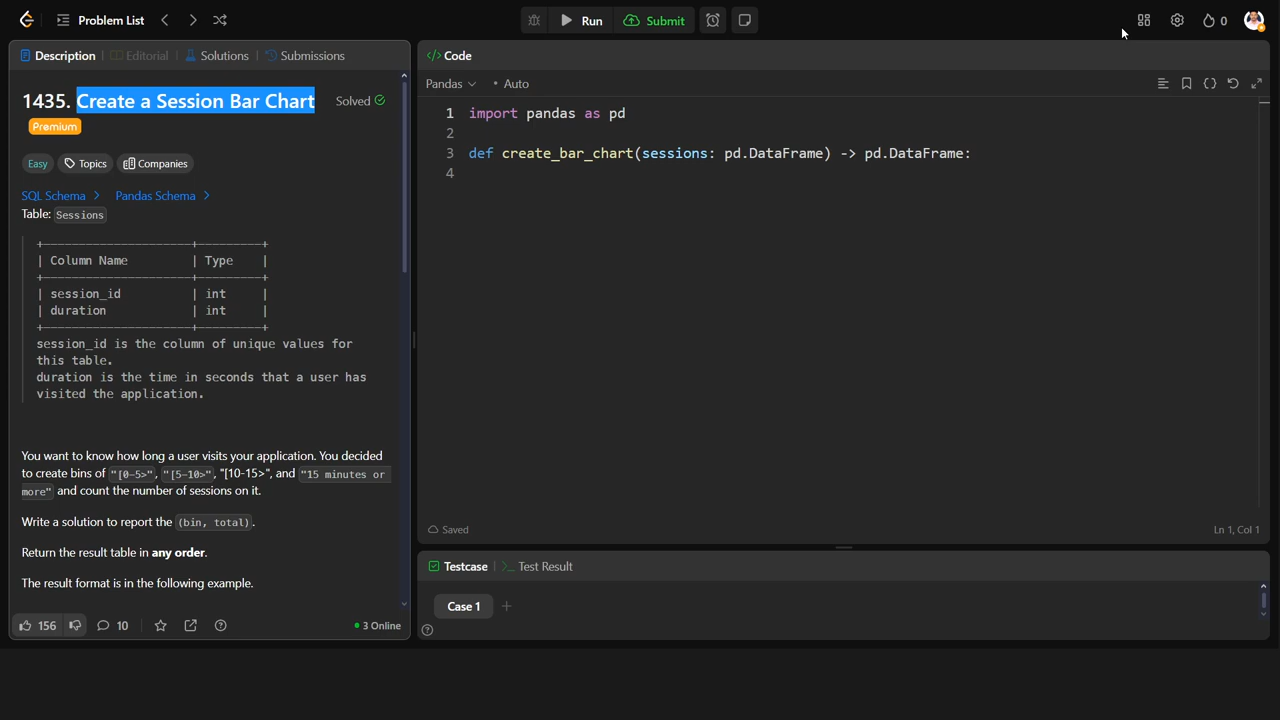 Problem List
Run
Submit
0
Description
Editorial
Solutions
Submissions
1435. Create a Session Bar Chart
Solved
Premium
Easy
Topics
Companies
SQL Schema >
Pandas Schema >
Table: Sessions
+---------------------+---------+
| Column Name         | Type    |
+---------------------+---------+
| session_id          | int     |
| duration            | int     |
+---------------------+---------+
session_id is the column of unique values for
this table.
duration is the time in seconds that a user has
visited the application.
You want to know how long a user visits your application. You decided
to create bins of "[0-5>", "[5-10>", "[10-15>", and "15 minutes or
more" and count the number of sessions on it.
Write a solution to report the (bin, total).
Return the result table in any order.
The result format is in the following example.
156
10
3 Online
</> Code
Pandas
• Auto
1 import pandas as pd
2
3 def create_bar_chart(sessions: pd.DataFrame) -> pd.DataFrame:
4
Saved
Ln 1, Col 1
Testcase
>_ Test Result
Case 1
+